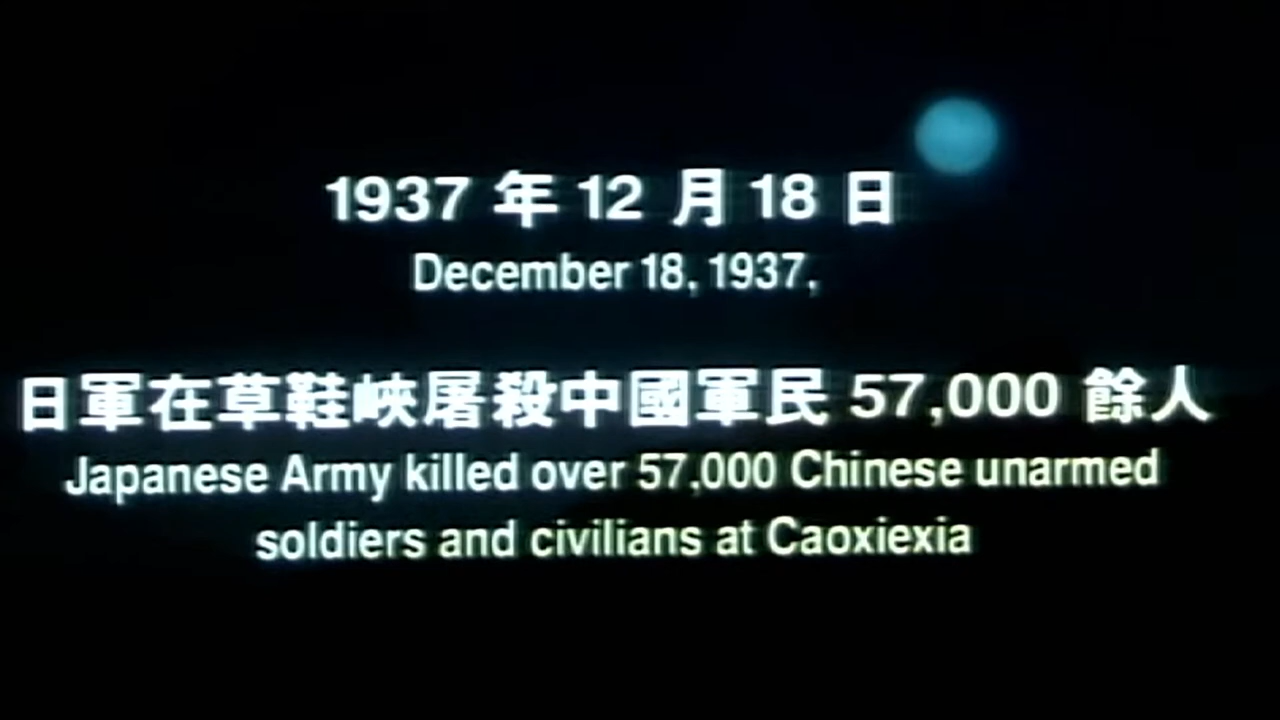 1937 年 12 月 18 日
December 18, 1937,
日軍在草鞋峽屠殺中國軍民 57,000 餘人
Japanese Army killed over 57,000 Chinese unarmed
soldiers and civilians at Caoxiexia